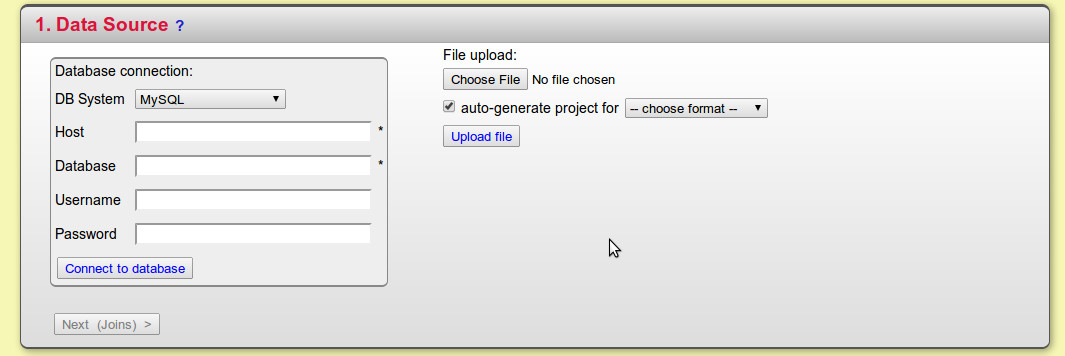 1. Data Source ?
Database connection:
DB System MySQL
Host *
Database *
Username
Password
Connect to database
File upload:
Choose File No file chosen
auto-generate project for -- choose format --
Upload file
Next (Joins) >